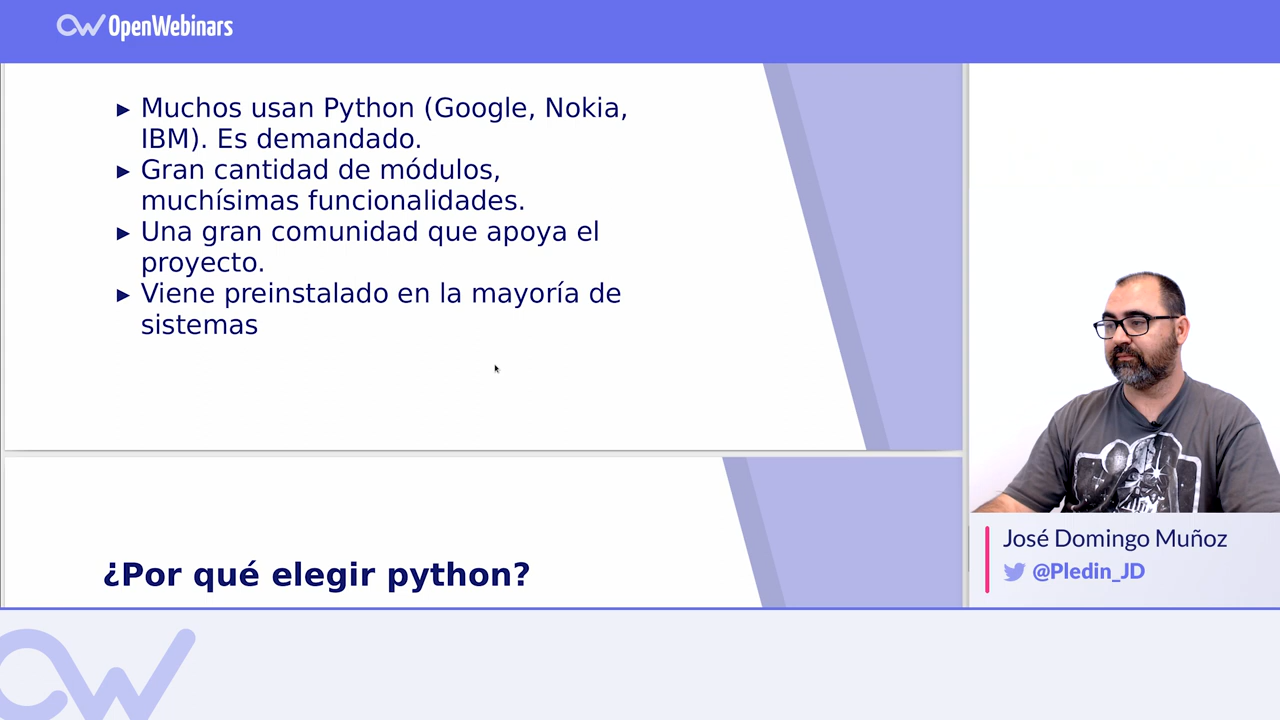 OpenWebinars
▸ Muchos usan Python (Google, Nokia,
IBM). Es demandado.
▸ Gran cantidad de módulos,
muchísimas funcionalidades.
▸ Una gran comunidad que apoya el
proyecto.
▸ Viene preinstalado en la mayoría de
sistemas
¿Por qué elegir python?
José Domingo Muñoz
@Pledin_JD